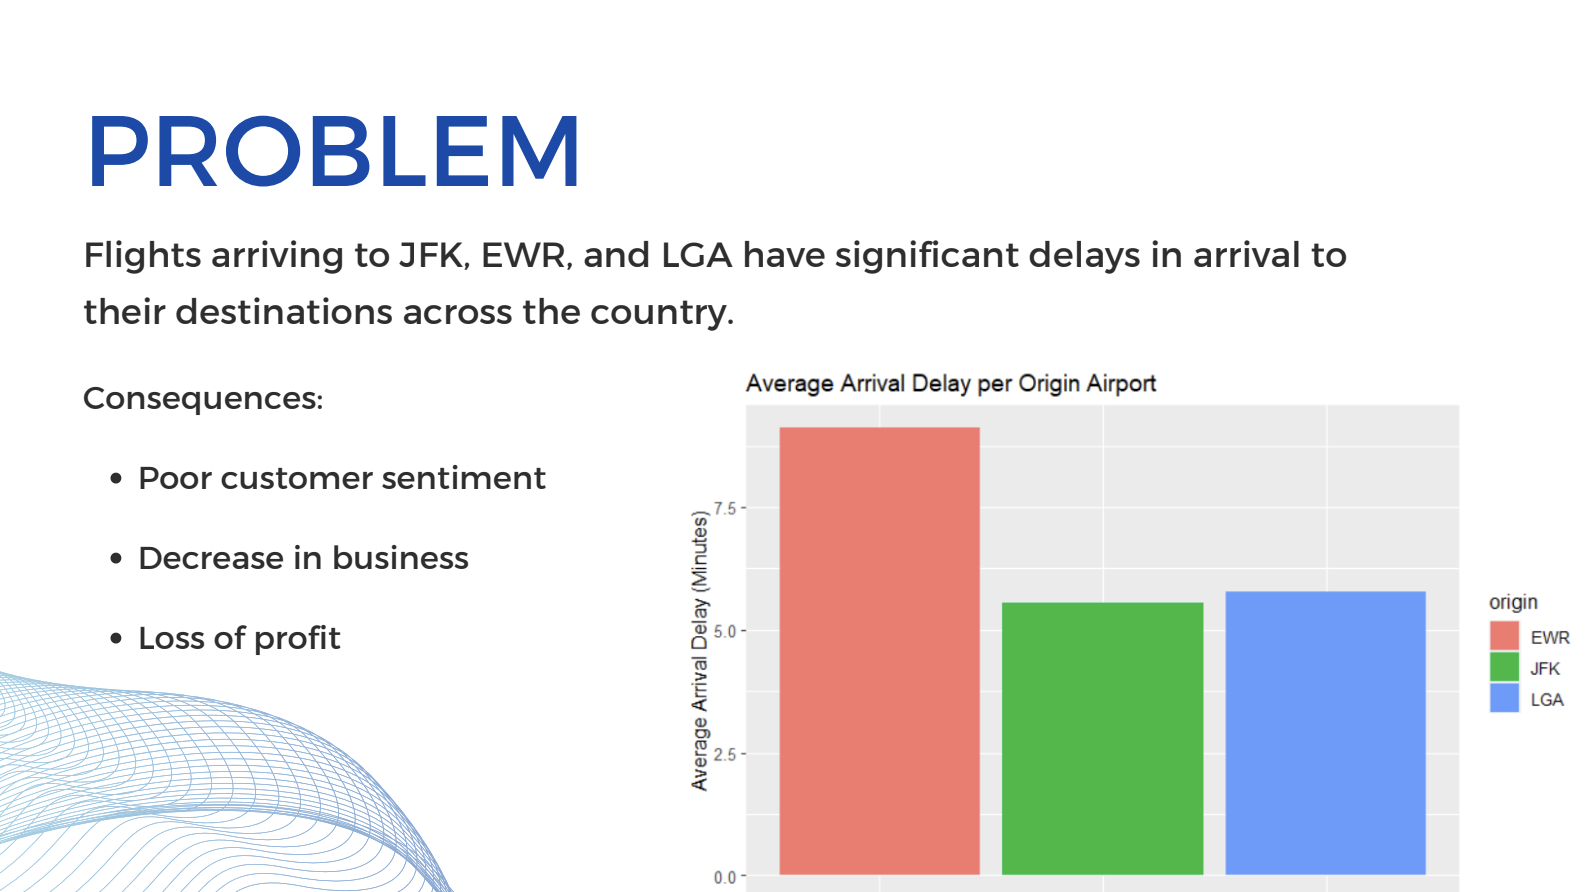 PROBLEM
Flights arriving to JFK, EWR, and LGA have significant delays in arrival to
their destinations across the country.
Consequences:
• Poor customer sentiment
• Decrease in business
• Loss of profit
Average Arrival Delay per Origin Airport
Average Arrival Delay (Minutes)
7.5
5.0
2.5
0.0
origin
EWR
JFK
LGA